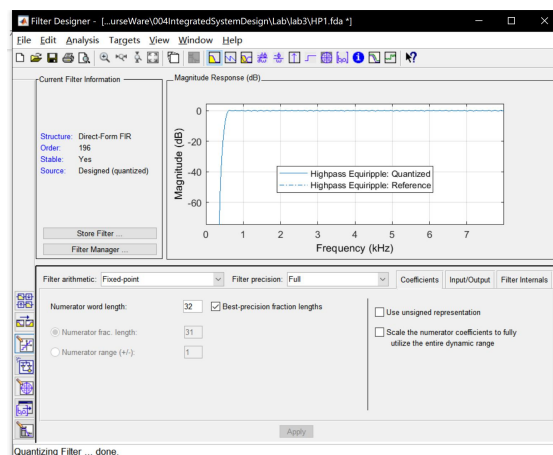 Filter Designer - [...urseWare\004IntegratedSystemDesign\Lab\lab3\HP1.fda *]
File Edit Analysis Targets View Window Help
Current Filter Information
Structure: Direct-Form FIR
Order: 196
Stable: Yes
Source: Designed (quantized)
Store Filter ...
Filter Manager ...
Magnitude Response (dB)
0
-20
-40
-60
Magnitude (dB)
Highpass Equiripple: Quantized
Highpass Equiripple: Reference
0 1 2 3 4 5 6 7
Frequency (kHz)
Filter arithmetic: Fixed-point Filter precision: Full Coefficients Input/Output Filter Internals
Numerator word length: 32 Best-precision fraction lengths
Numerator frac. length: 31
Numerator range (+/-): 1
Use unsigned representation
Scale the numerator coefficients to fully
utilize the entire dynamic range
Apply
Quantizing Filter ... done.